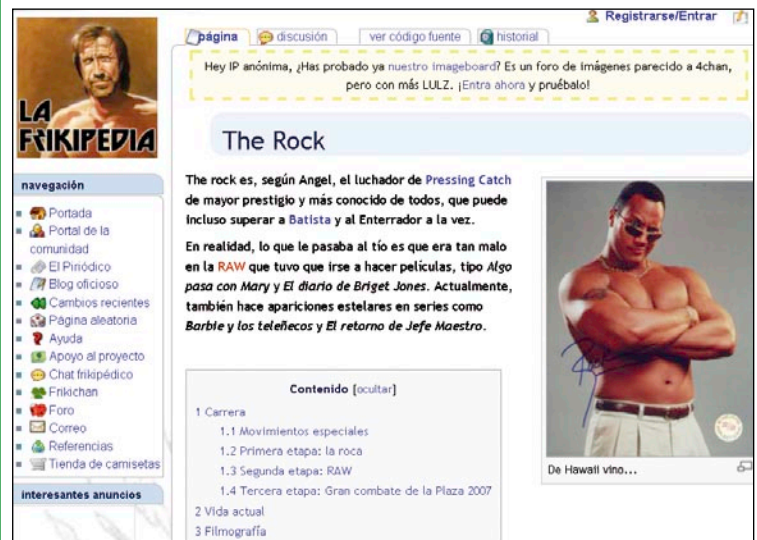 Registrarse/Entrar
página
discusión
ver código fuente
historial
Hey IP anónima, ¿Has probado ya nuestro imageboard? Es un foro de imágenes parecido a 4chan,
pero con más LULZ. ¡Entra ahora y pruébalo!
LA
FRIKIPEDIA
The Rock
navegación
Portada
Portal de la
comunidad
El Piriódico
Blog oficioso
Cambios recientes
Página aleatoria
Ayuda
Apoyo al proyecto
Chat frikipédico
Frikichan
Foro
Correo
Referencias
Tienda de camisetas
interesantes anuncios
The rock es, según Angel, el luchador de Pressing Catch
de mayor prestigio y más conocido de todos, que puede
incluso superar a Batista y al Enterrador a la vez.
En realidad, lo que le pasaba al tío es que era tan malo
en la RAW que tuvo que irse a hacer películas, tipo Algo
pasa con Mary y El diario de Briget Jones. Actualmente,
también hace apariciones estelares en series como
Barbie y los teleñecos y El retorno de Jefe Maestro.
Contenido [ocultar]
1 Carrera
1.1 Movimientos especiales
1.2 Primera etapa: la roca
1.3 Segunda etapa: RAW
1.4 Tercera etapa: Gran combate de la Plaza 2007
2 Vida actual
3 Filmografía
De Hawaii vino...